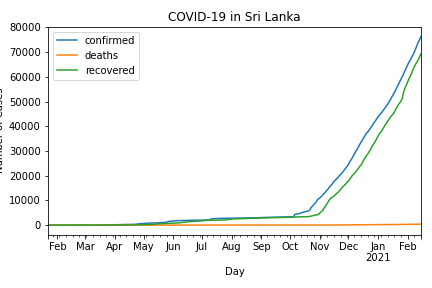 COVID-19 in Sri Lanka
confirmed
deaths
recovered
80000
70000
60000
50000
40000
30000
20000
10000
0
Feb Mar Apr May Jun Jul Aug Sep Oct Nov Dec Jan Feb
2021
Day